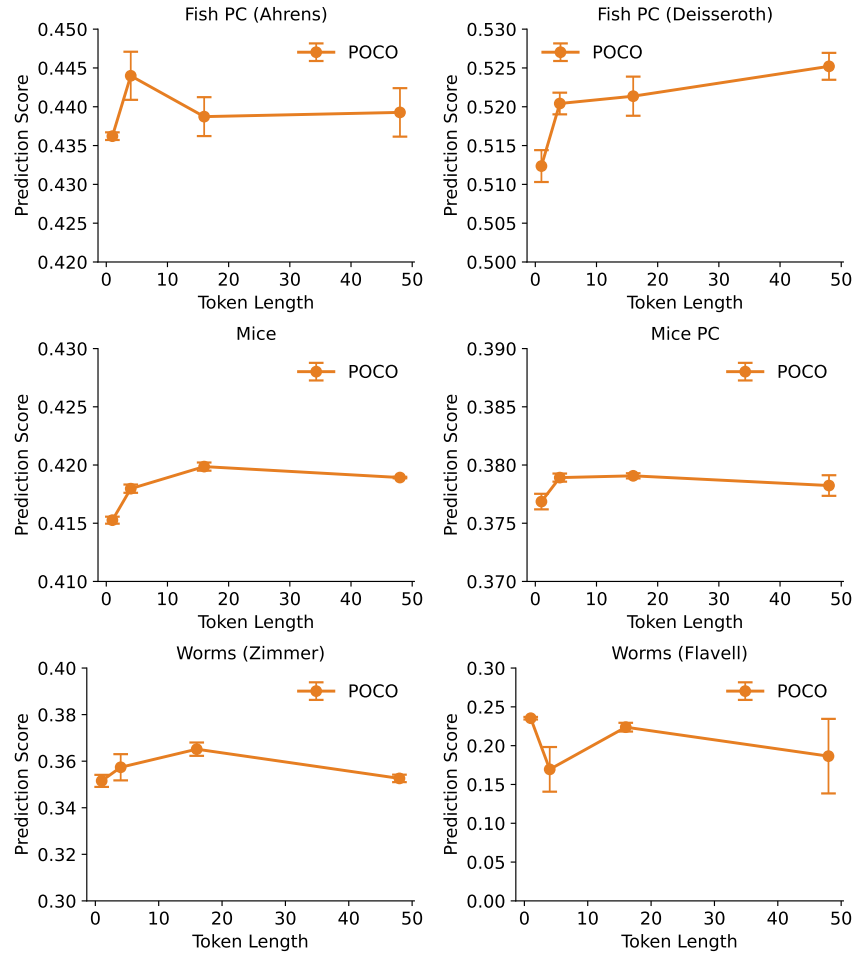 Fish PC (Ahrens)
0.450
0.445
0.440
0.435
0.430
0.425
0.420
Prediction Score
POCO
0 10 20 30 40 50
Token Length
Fish PC (Deisseroth)
0.530
0.525
0.520
0.515
0.510
0.505
0.500
Prediction Score
POCO
0 10 20 30 40 50
Token Length
Mice
0.430
0.425
0.420
0.415
0.410
Prediction Score
POCO
0 10 20 30 40 50
Token Length
Mice PC
0.390
0.385
0.380
0.375
0.370
Prediction Score
POCO
0 10 20 30 40 50
Token Length
Worms (Zimmer)
0.40
0.38
0.36
0.34
0.32
0.30
Prediction Score
POCO
0 10 20 30 40 50
Token Length
Worms (Flavell)
0.30
0.25
0.20
0.15
0.10
0.05
0.00
Prediction Score
POCO
0 10 20 30 40 50
Token Length